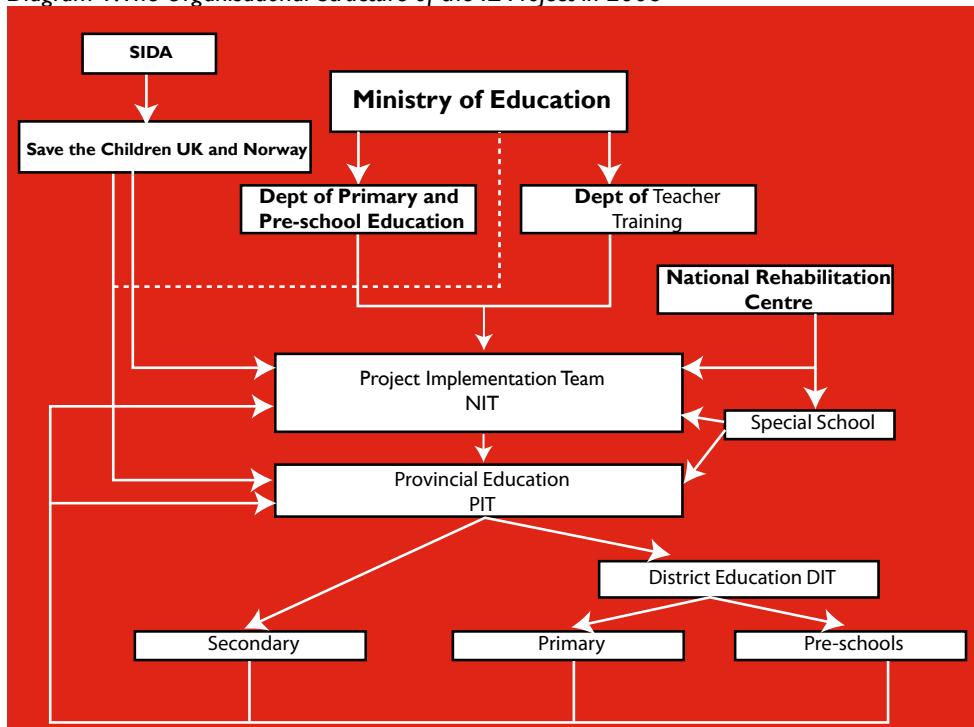 SIDA
Ministry of Education
Save the Children UK and Norway
Dept of Primary and
Pre-school Education
Dept of Teacher
Training
National Rehabilitation
Centre
Project Implementation Team
NIT
Special School
Provincial Education
PIT
District Education DIT
Secondary
Primary
Pre-schools